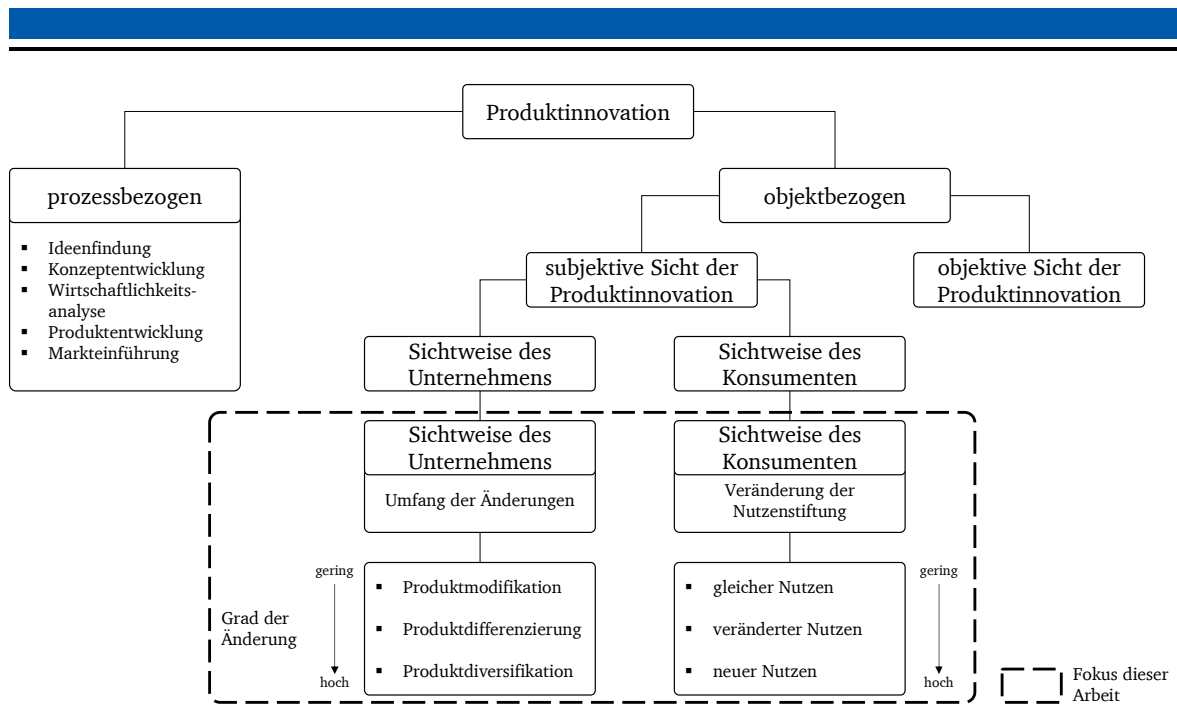 Produktinnovation
prozessbezogen
▪ Ideenfindung
▪ Konzeptentwicklung
▪ Wirtschaftlichkeits-
analyse
▪ Produktentwicklung
▪ Markteinführung
objektbezogen
subjektive Sicht der
Produktinnovation
objektive Sicht der
Produktinnovation
Sichtweise des
Unternehmens
Sichtweise des
Konsumenten
Sichtweise des
Unternehmens
Umfang der Änderungen
Sichtweise des
Konsumenten
Veränderung der
Nutzenstiftung
Grad der
Änderung
gering
hoch
▪ Produktmodifikation
▪ Produktdifferenzierung
▪ Produktdiversifikation
▪ gleicher Nutzen
▪ veränderter Nutzen
▪ neuer Nutzen
gering
hoch
Fokus dieser
Arbeit